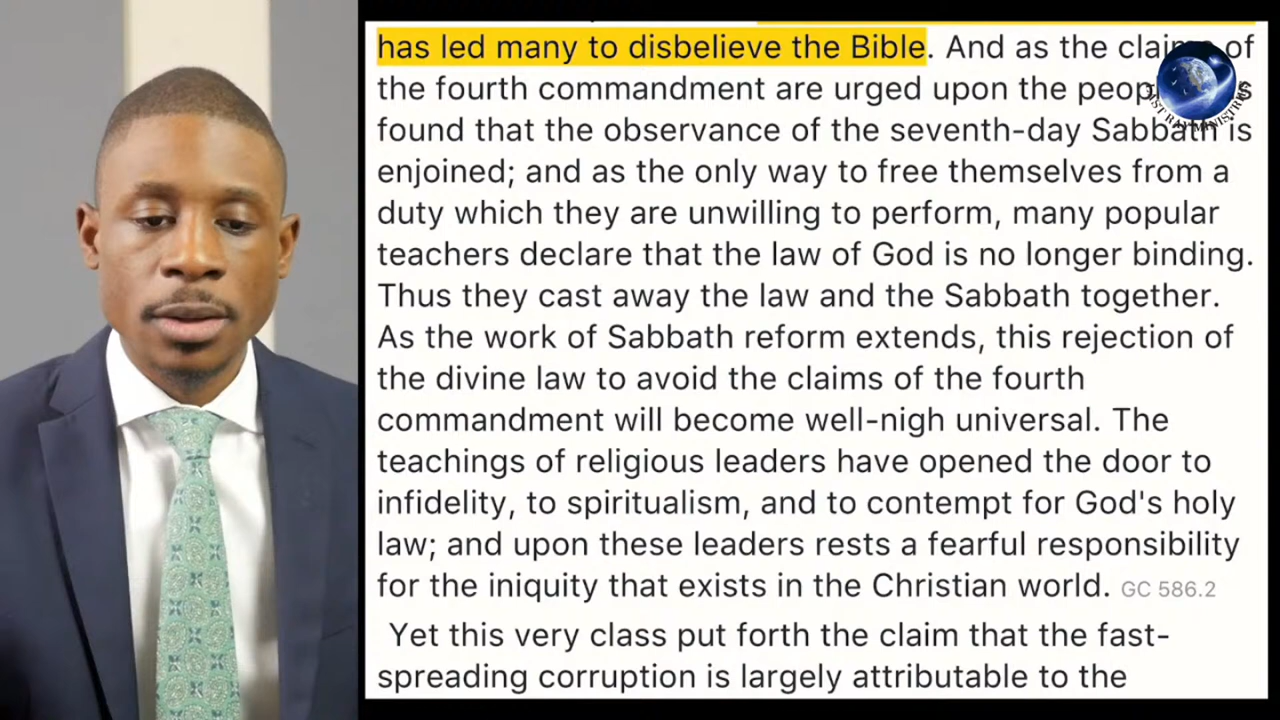 has led many to disbelieve the Bible. And as the claims of
the fourth commandment are urged upon the people, it is
found that the observance of the seventh-day Sabbath is
enjoined; and as the only way to free themselves from a
duty which they are unwilling to perform, many popular
teachers declare that the law of God is no longer binding.
Thus they cast away the law and the Sabbath together.
As the work of Sabbath reform extends, this rejection of
the divine law to avoid the claims of the fourth
commandment will become well-nigh universal. The
teachings of religious leaders have opened the door to
infidelity, to spiritualism, and to contempt for God's holy
law; and upon these leaders rests a fearful responsibility
for the iniquity that exists in the Christian world. GC 586.2
Yet this very class put forth the claim that the fast-
spreading corruption is largely attributable to the